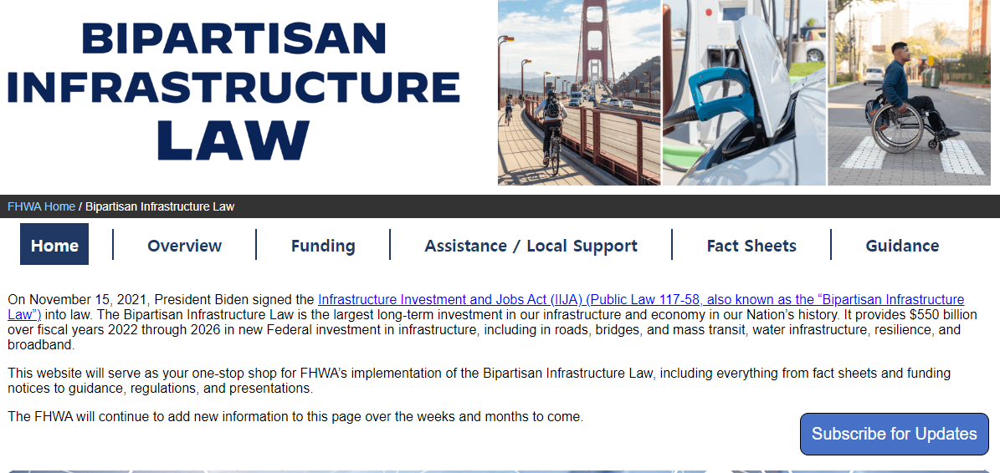 BIPARTISAN
INFRASTRUCTURE
LAW
FHWA Home / Bipartisan Infrastructure Law
Home
Overview
Funding
Assistance / Local Support
Fact Sheets
Guidance
On November 15, 2021, President Biden signed the Infrastructure Investment and Jobs Act (IIJA) (Public Law 117-58, also known as the “Bipartisan Infrastructure
Law”) into law. The Bipartisan Infrastructure Law is the largest long-term investment in our infrastructure and economy in our Nation’s history. It provides $550 billion
over fiscal years 2022 through 2026 in new Federal investment in infrastructure, including in roads, bridges, and mass transit, water infrastructure, resilience, and
broadband.
This website will serve as your one-stop shop for FHWA’s implementation of the Bipartisan Infrastructure Law, including everything from fact sheets and funding
notices to guidance, regulations, and presentations.
The FHWA will continue to add new information to this page over the weeks and months to come.
Subscribe for Updates